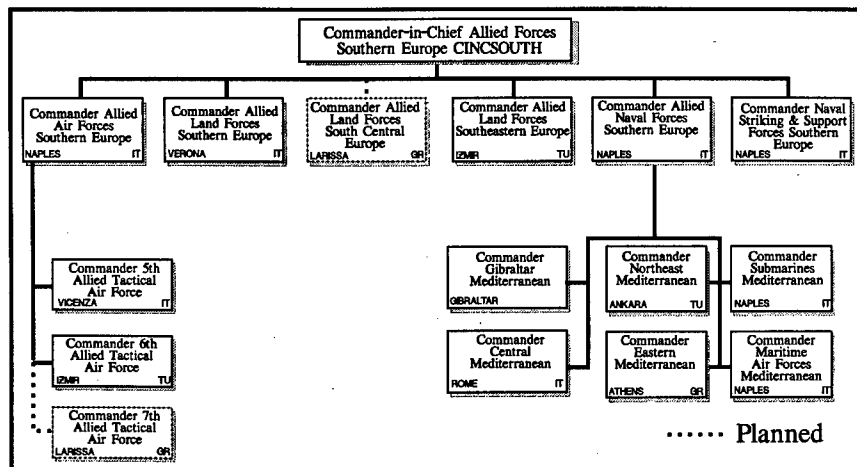 Commander-in-Chief Allied Forces
Southern Europe CINCSOUTH
Commander Allied
Air Forces
Southern Europe
NAPLES IT
Commander Allied
Land Forces
Southern Europe
VERONA IT
Commander Allied
Land Forces
South Central
Europe
LARISSA GR
Commander Allied
Land Forces
Southeastern Europe
IZMIR TU
Commander Allied
Naval Forces
Southern Europe
NAPLES IT
Commander Naval
Striking & Support
Forces Southern
Europe
NAPLES IT
Commander 5th
Allied Tactical
Air Force
VICENZA IT
Commander 6th
Allied Tactical
Air Force
IZMIR TU
Commander 7th
Allied Tactical
Air Force
LARISSA GR
Commander
Gibraltar
Mediterranean
GIBRALTAR
Commander
Northeast
Mediterranean
ANKARA TU
Commander
Submarines
Mediterranean
NAPLES IT
Commander
Central
Mediterranean
ROME IT
Commander
Eastern
Mediterranean
ATHENS GR
Commander
Maritime
Air Forces
Mediterranean
NAPLES IT
Planned